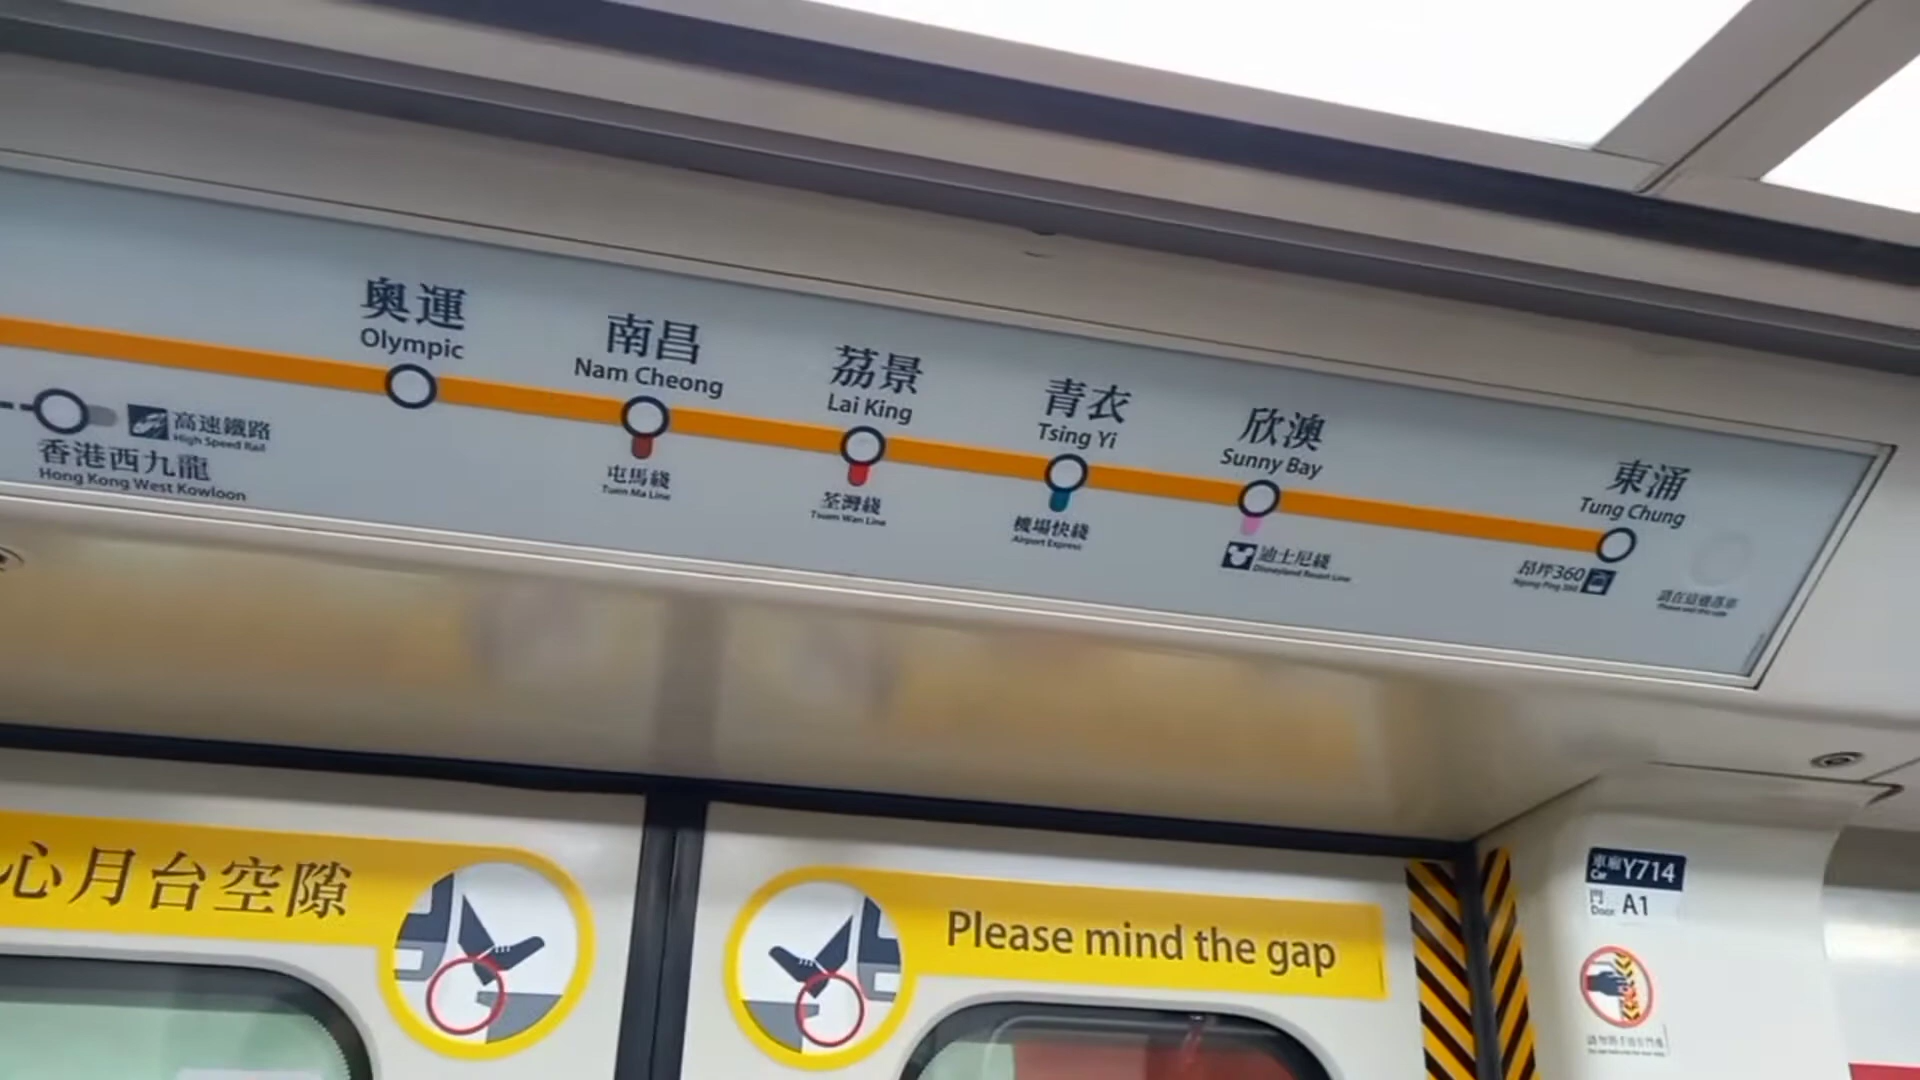 奧運
Olympic
南昌
Nam Cheong
荔景
Lai King
青衣
Tsing Yi
欣澳
Sunny Bay
東涌
Tung Chung
高速鐵路
High Speed Rail
香港西九龍
Hong Kong West Kowloon
屯馬綫
Tuen Ma Line
荃灣綫
Tsuen Wan Line
機場快綫
Airport Express
迪士尼綫
Disneyland Resort Line
昂坪360
Ngong Ping 360
心月台空隙
Please mind the gap
車廂
Car
Y714
門
Door
A1